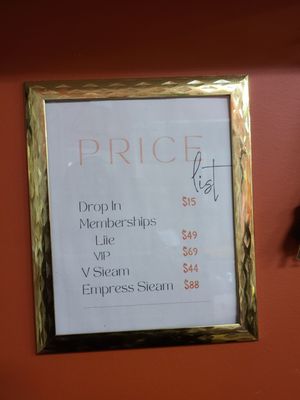 PRICE
list
Drop In $15
Memberships
Lite $49
VIP $69
V Steam $44
Empress Steam $88